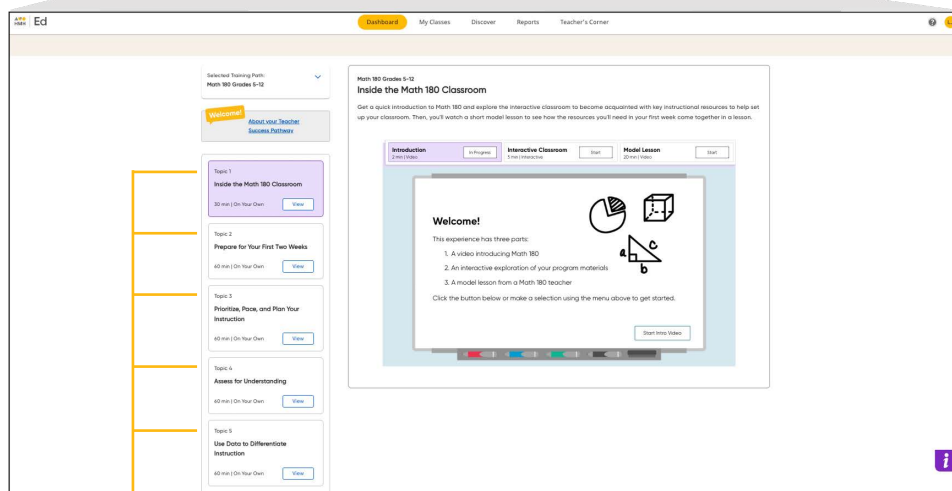 HMH Ed
Dashboard My Classes Discover Reports Teacher's Corner
?
Selected Training Path:
Math 180 Grades 5–12
Welcome!
About your Teacher
Success Pathway
Topic 1
Inside the Math 180 Classroom
30 min | On Your Own View
Topic 2
Prepare for Your First Two Weeks
60 min | On Your Own View
Topic 3
Prioritize, Pace, and Plan Your
Instruction
60 min | On Your Own View
Topic 4
Assess for Understanding
60 min | On Your Own View
Topic 5
Use Data to Differentiate
Instruction
60 min | On Your Own View
Math 180 Grades 5–12
Inside the Math 180 Classroom
Get a quick introduction to Math 180 and explore the interactive classroom to become acquainted with key instructional resources to help set
up your classroom. Then, you'll watch a short model lesson to see how the resources you'll need in your first week come together in a lesson.
Introduction
2 min | Video
In Progress
Interactive Classroom
5 min | Interactive
Start
Model Lesson
20 min | Video
Start
Welcome!
This experience has three parts:
1. A video introducing Math 180
2. An interactive exploration of your program materials
3. A model lesson from a Math 180 teacher
Click the button below or make a selection using the menu above to get started.
a c
b
Start Intro Video
i